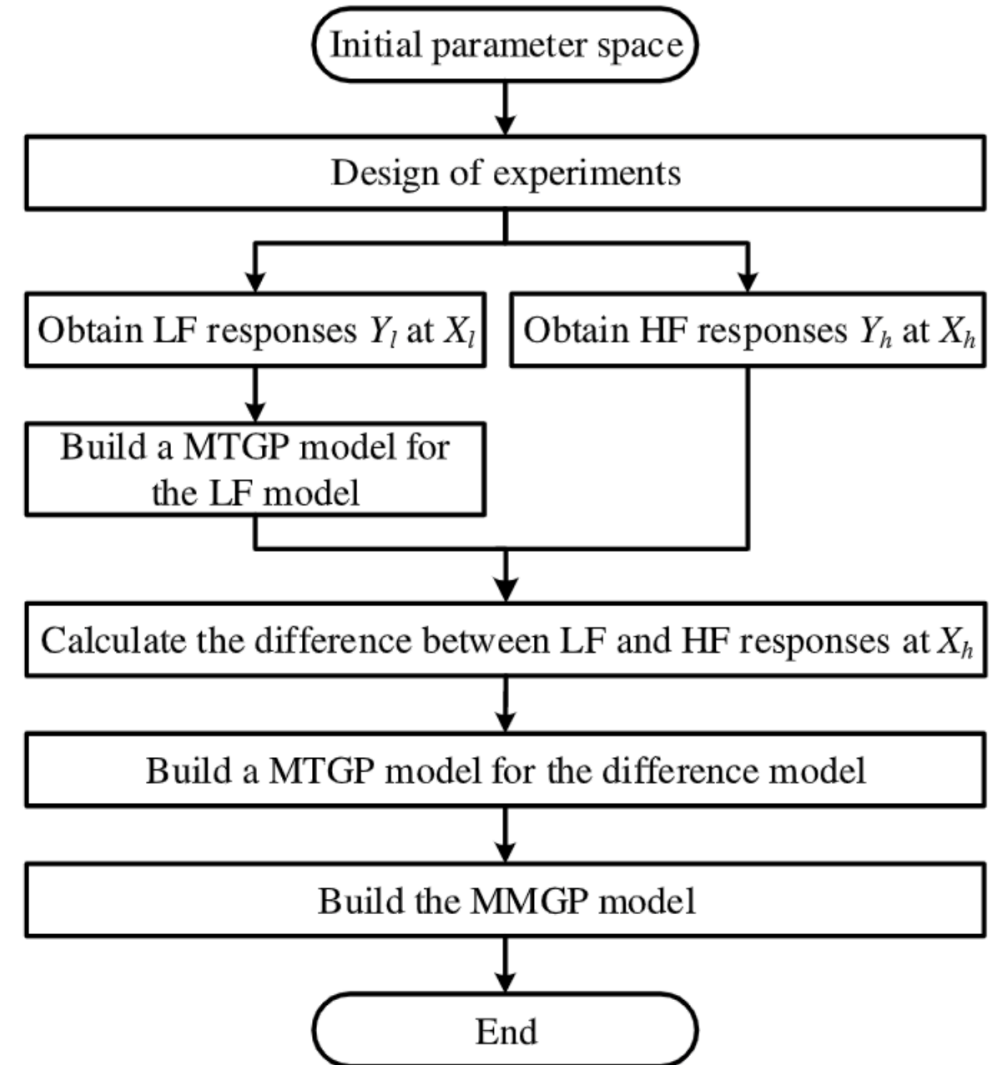 Initial parameter space
Design of experiments
Obtain LF responses Yₗ at Xₗ
Obtain HF responses Yₕ at Xₕ
Build a MTGP model for
the LF model
Calculate the difference between LF and HF responses at Xₕ
Build a MTGP model for the difference model
Build the MMGP model
End